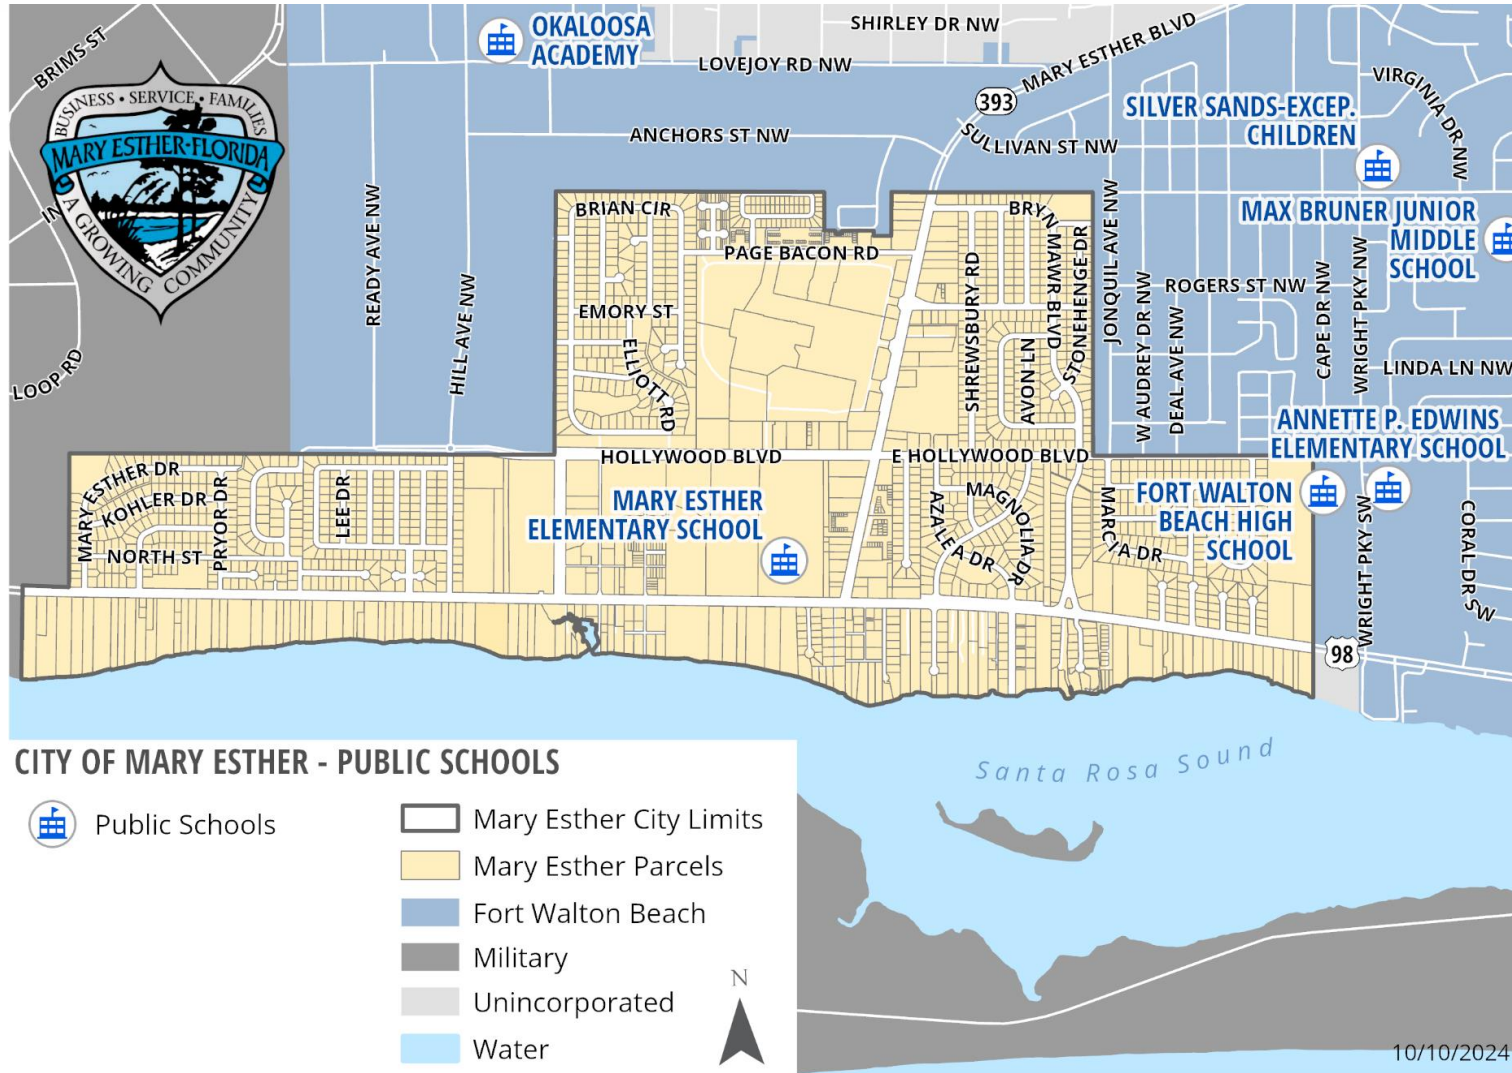 BRIMS ST
BUSINESS • SERVICE • FAMILIES
MARY ESTHER-FLORIDA
A GROWING COMMUNITY
OKALOOSA
ACADEMY
SHIRLEY DR NW
LOVEJOY RD NW
MARY ESTHER BLVD
393
ANCHORS ST NW
SULLIVAN ST NW
SILVER SANDS-EXCEP.
CHILDREN
VIRGINIA DR NW
IN
LOOP RD
READY AVE NW
HILL AVE NW
BRIAN CIR
PAGE BACON RD
EMORY ST
ELLIOTT RD
BRYN MAWR BLVD
STONEHENGE DR
SHREWSBURY RD
AVON LN
JONQUIL AVE NW
MAX BRUNER JUNIOR
MIDDLE
SCHOOL
W AUDREY DR NW
DEAL AVE NW
ROGERS ST NW
CAPE DR NW
WRIGHT PKY NW
LINDA LN NW
ANNETTE P. EDWINS
ELEMENTARY SCHOOL
HOLLYWOOD BLVD
E HOLLYWOOD BLVD
MARY ESTHER DR
KOHLER DR
NORTH ST
PRYOR DR
LEE DR
MARY ESTHER
ELEMENTARY SCHOOL
AZALEA DR
MAGNOLIA DR
MARCIA DR
FORT WALTON
BEACH HIGH
SCHOOL
WRIGHT PKY SW
CORAL DR SW
98
Santa Rosa Sound
CITY OF MARY ESTHER - PUBLIC SCHOOLS
Public Schools
Mary Esther City Limits
Mary Esther Parcels
Fort Walton Beach
Military
Unincorporated
Water
N
10/10/2024